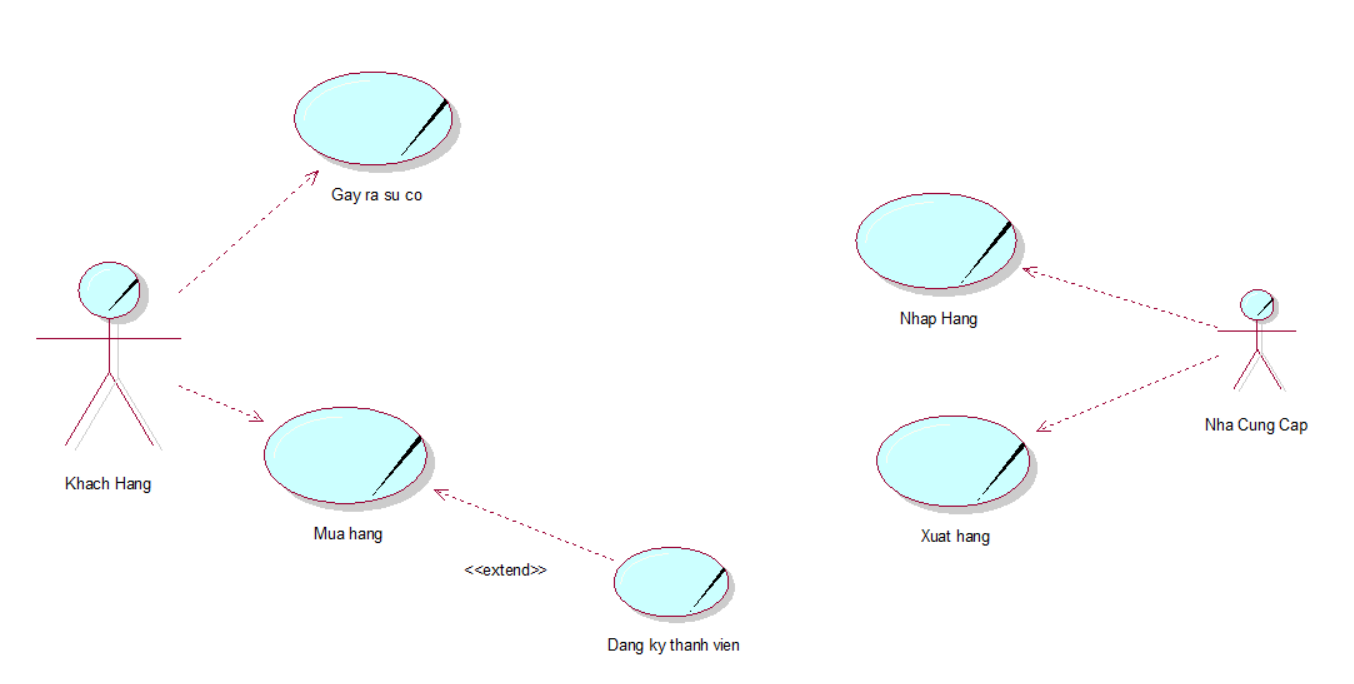 Gay ra su co
Nhap Hang
Nha Cung Cap
Khach Hang
Mua hang
Xuat hang
<<extend>>
Dang ky thanh vien